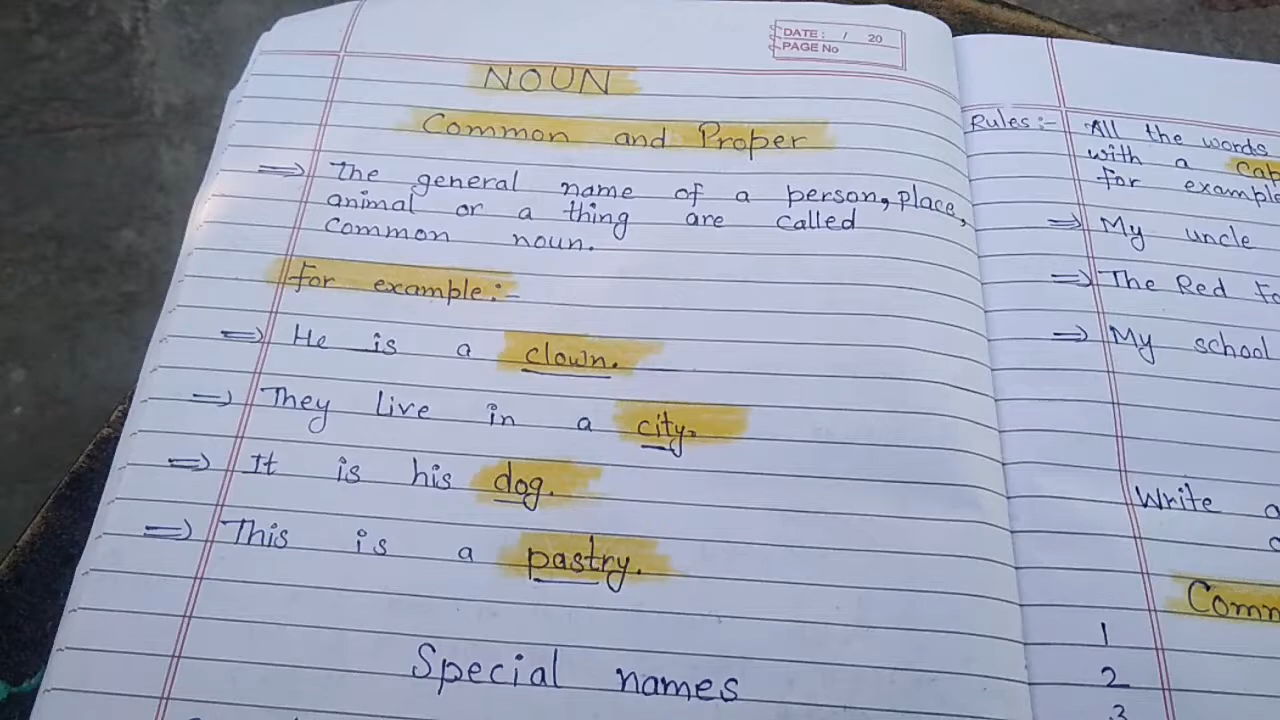 DATE: / 20
PAGE No
NOUN
Common and Proper
⇒ The general name of a person, place,
animal or a thing are called
common noun.
for example:-
⇒ He is a clown.
⇒ They live in a city.
⇒ It is his dog.
⇒ This is a pastry.
Special names
Rules:- All the words
with a
for example
⇒ My uncle
⇒ The Red
⇒ My school
Write
1
2
3